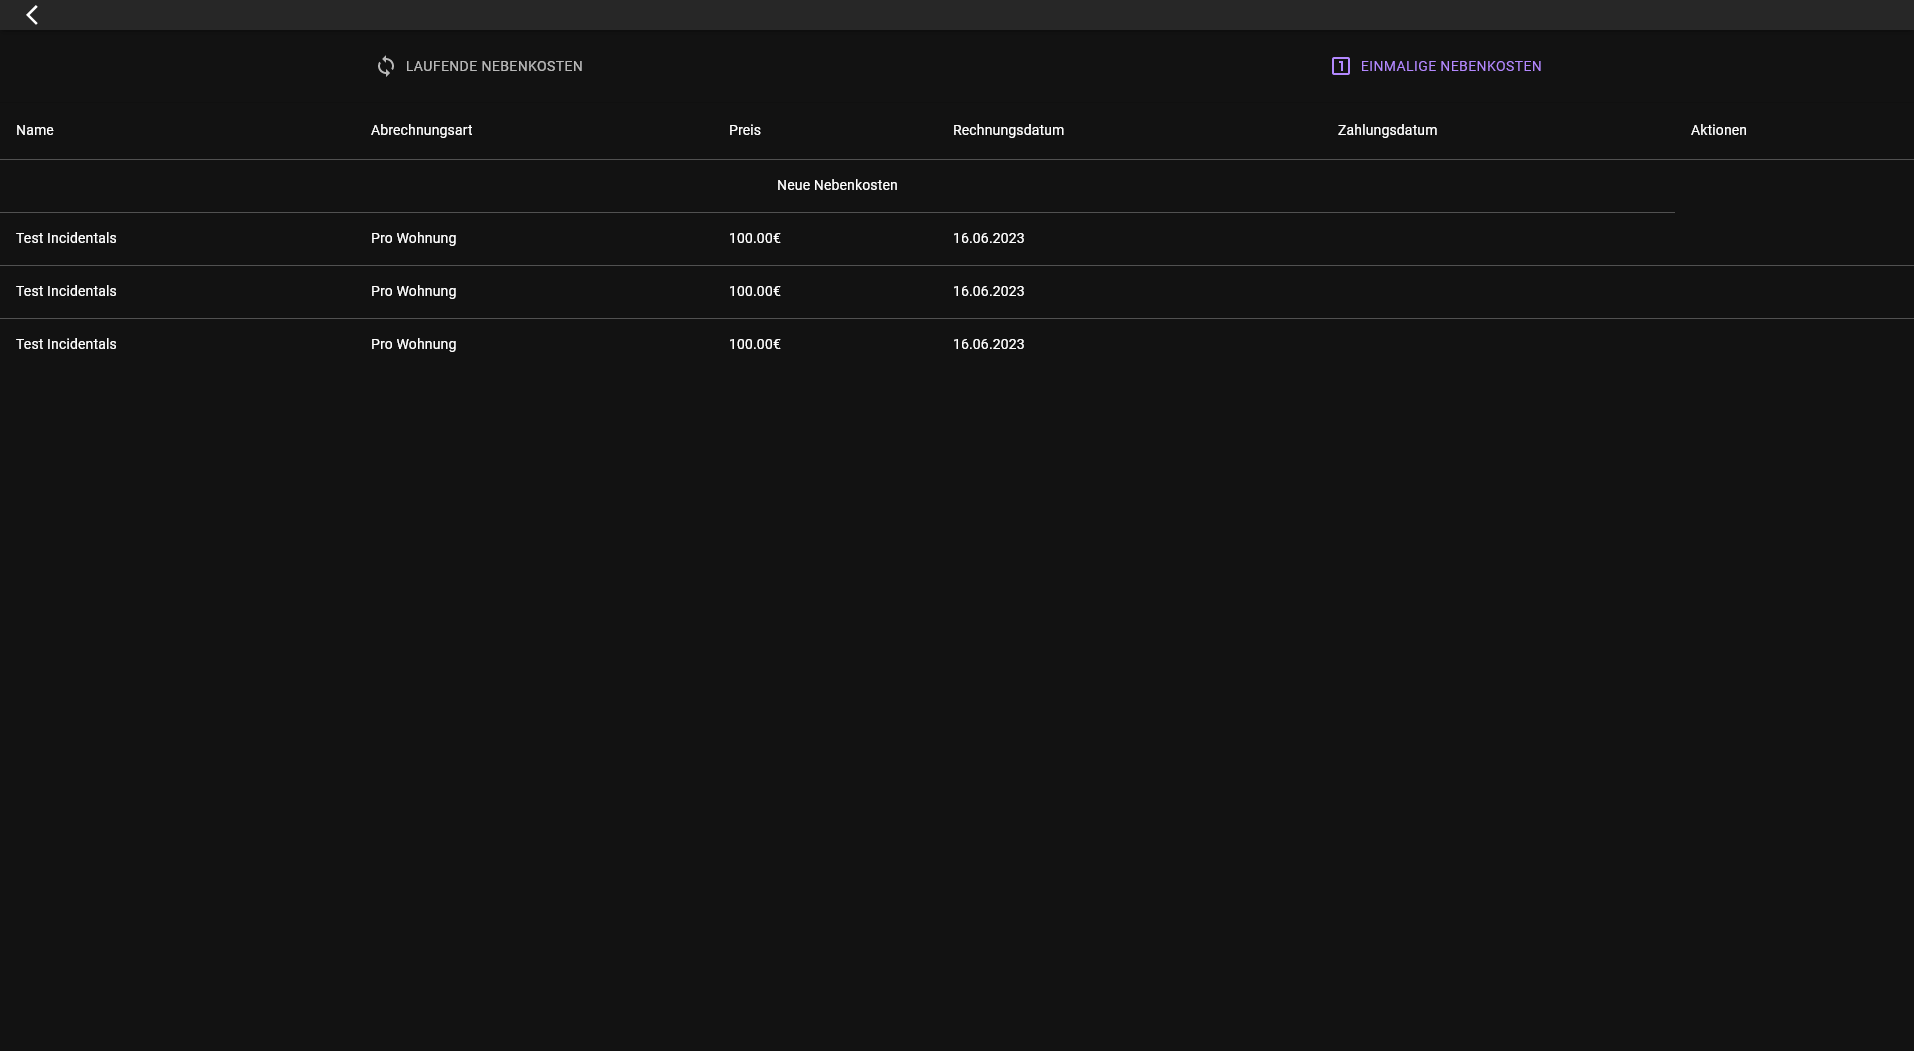 LAUFENDE NEBENKOSTEN 1 EINMALIGE NEBENKOSTEN
Name Abrechnungsart Preis Rechnungsdatum Zahlungsdatum Aktionen
Neue Nebenkosten
Test Incidentals Pro Wohnung 100.00€ 16.06.2023
Test Incidentals Pro Wohnung 100.00€ 16.06.2023
Test Incidentals Pro Wohnung 100.00€ 16.06.2023